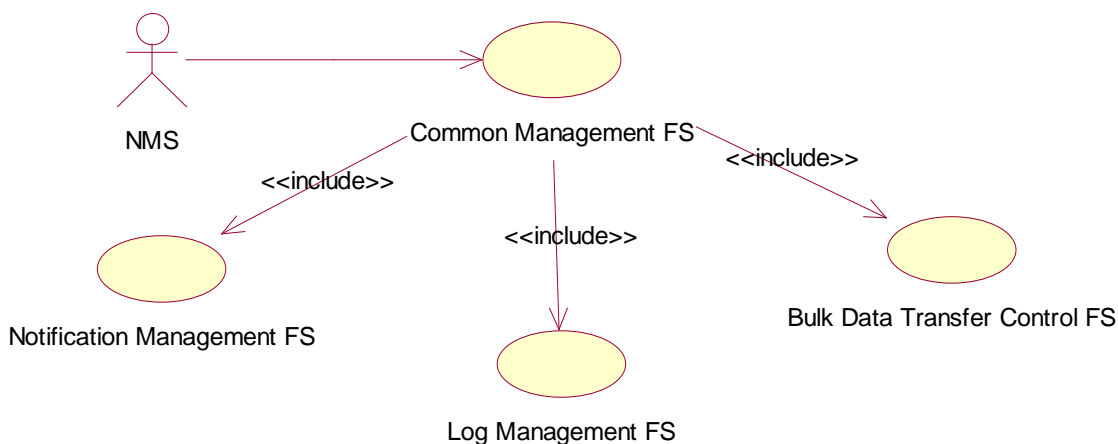 NMS
Common Management FS
<<include>>
<<include>>
<<include>>
Notification Management FS
Bulk Data Transfer Control FS
Log Management FS